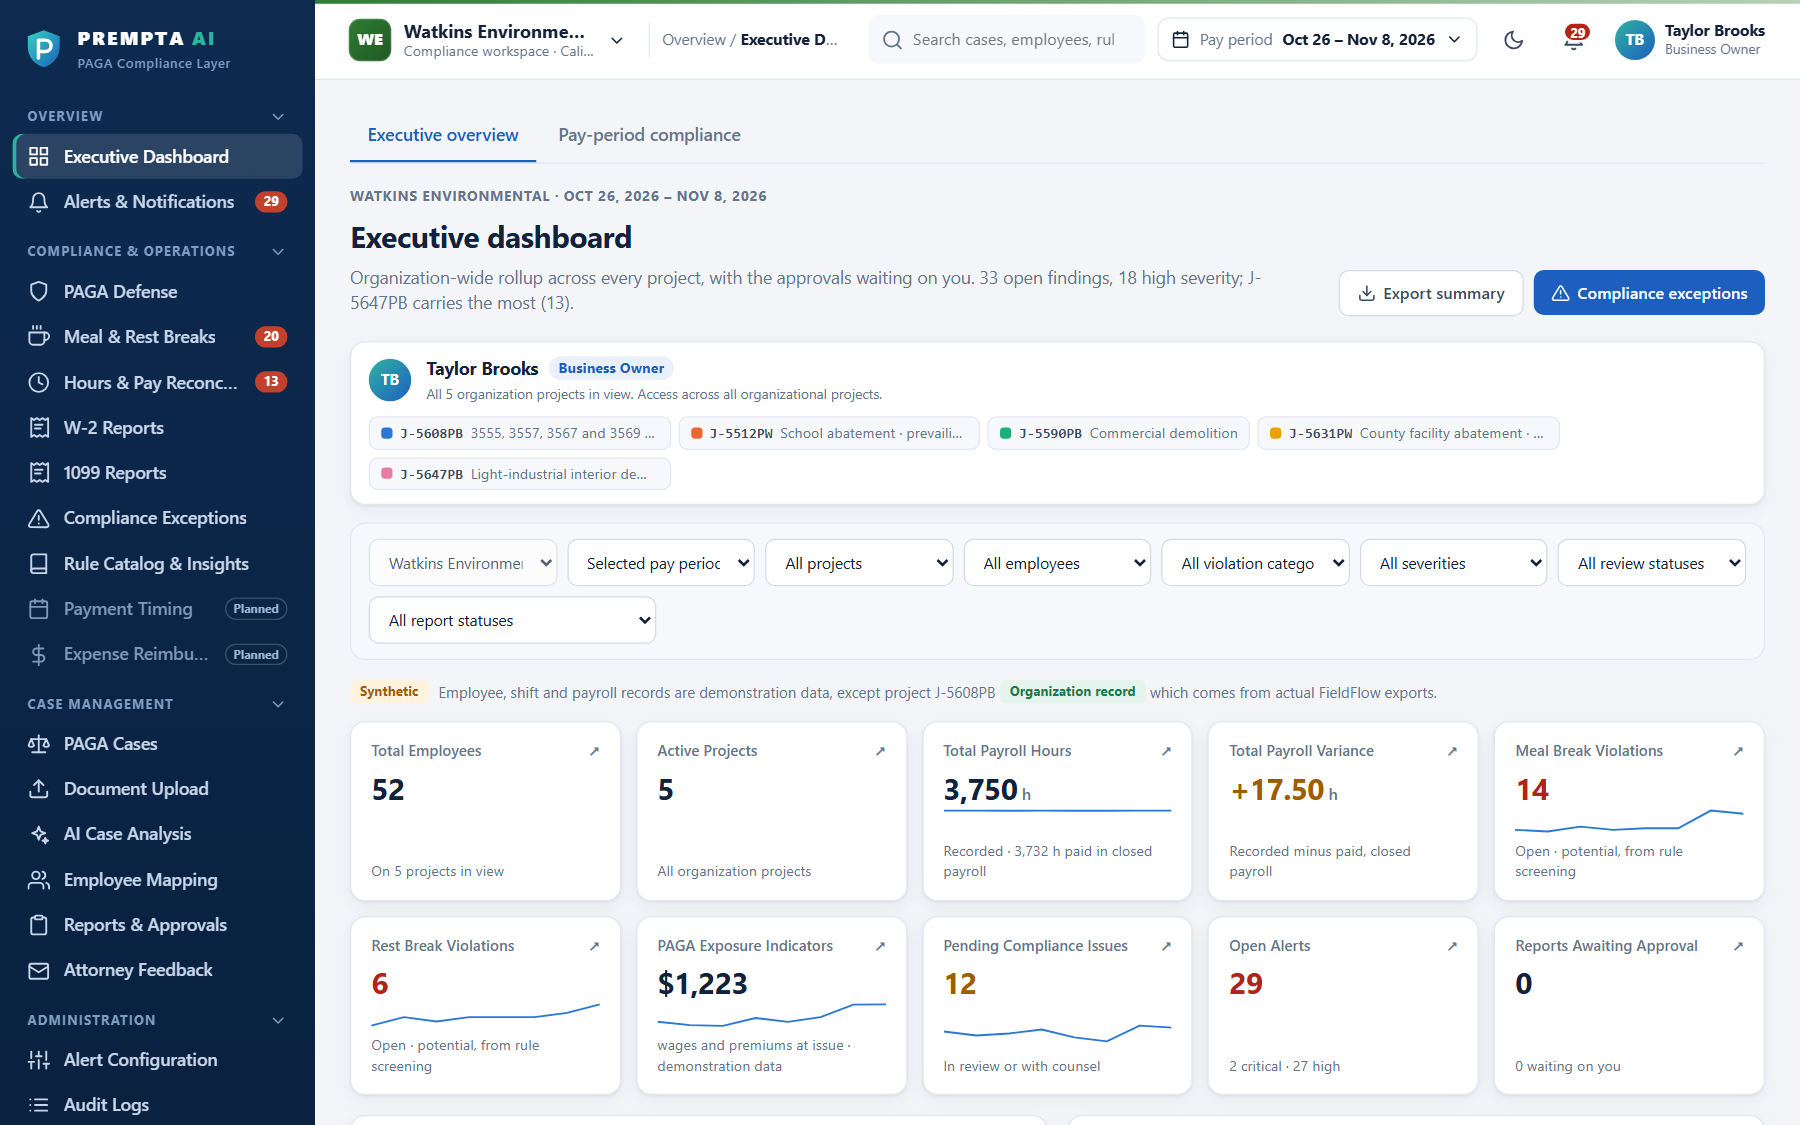 PREMPTA AI
PAGA Compliance Layer
OVERVIEW
Executive Dashboard
Alerts & Notifications 29
COMPLIANCE & OPERATIONS
PAGA Defense
Meal & Rest Breaks 20
Hours & Pay Reconc... 13
W-2 Reports
1099 Reports
Compliance Exceptions
Rule Catalog & Insights
Payment Timing Planned
Expense Reimbu... Planned
CASE MANAGEMENT
PAGA Cases
Document Upload
AI Case Analysis
Employee Mapping
Reports & Approvals
Attorney Feedback
ADMINISTRATION
Alert Configuration
Audit Logs
WE
Watkins Environme...
Compliance workspace · Cali...
Overview / Executive D...
Search cases, employees, rul
Pay period Oct 26 – Nov 8, 2026
29
TB
Taylor Brooks
Business Owner
Executive overview
Pay-period compliance
WATKINS ENVIRONMENTAL · OCT 26, 2026 – NOV 8, 2026
Executive dashboard
Organization-wide rollup across every project, with the approvals waiting on you. 33 open findings, 18 high severity; J-
5647PB carries the most (13).
Export summary
Compliance exceptions
TB
Taylor Brooks Business Owner
All 5 organization projects in view. Access across all organizational projects.
J-5608PB 3555, 3557, 3567 and 3569 ...
J-5512PW School abatement · prevaili...
J-5590PB Commercial demolition
J-5631PW County facility abatement · ...
J-5647PB Light-industrial interior de...
Watkins Environmer
Selected pay period
All projects
All employees
All violation catego
All severities
All review statuses
All report statuses
Synthetic Employee, shift and payroll records are demonstration data, except project J-5608PB Organization record which comes from actual FieldFlow exports.
Total Employees
52
On 5 projects in view
Active Projects
5
All organization projects
Total Payroll Hours
3,750 h
Recorded · 3,732 h paid in closed
payroll
Total Payroll Variance
+17.50 h
Recorded minus paid, closed
payroll
Meal Break Violations
14
Open · potential, from rule
screening
Rest Break Violations
6
Open · potential, from rule
screening
PAGA Exposure Indicators
$1,223
wages and premiums at issue ·
demonstration data
Pending Compliance Issues
12
In review or with counsel
Open Alerts
29
2 critical · 27 high
Reports Awaiting Approval
0
0 waiting on you